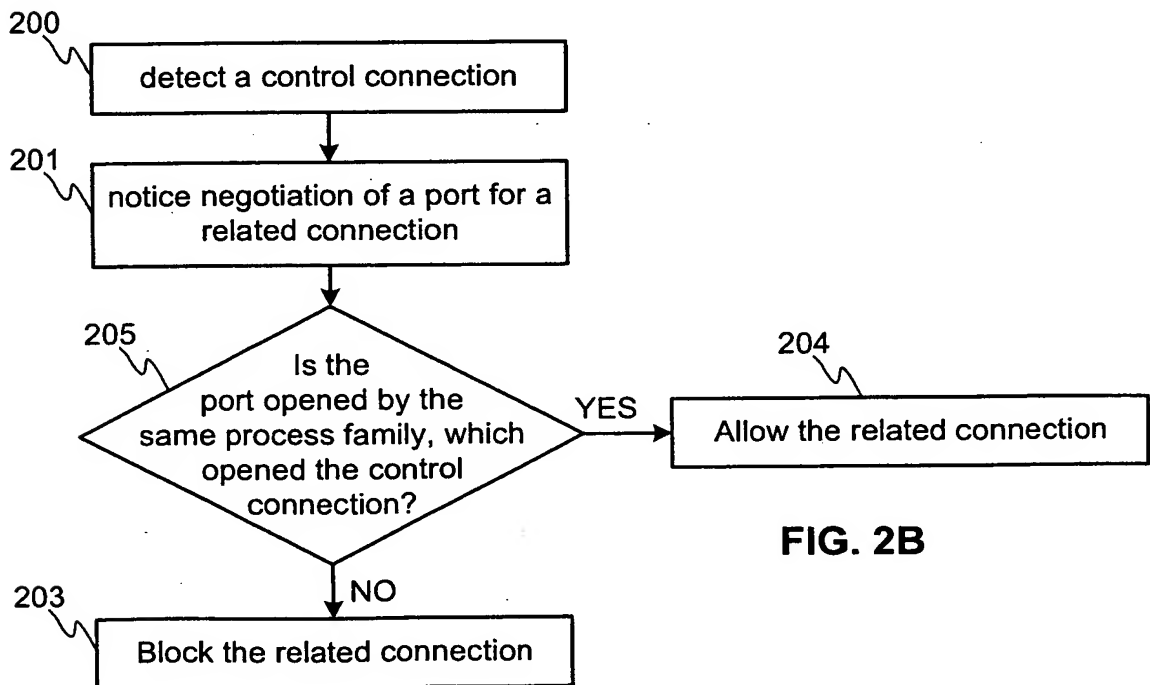 200
detect a control connection
201
notice negotiation of a port for a
related connection
205
Is the
port opened by the
same process family, which
opened the control
connection?
YES
204
Allow the related connection
FIG. 2B
NO
203
Block the related connection